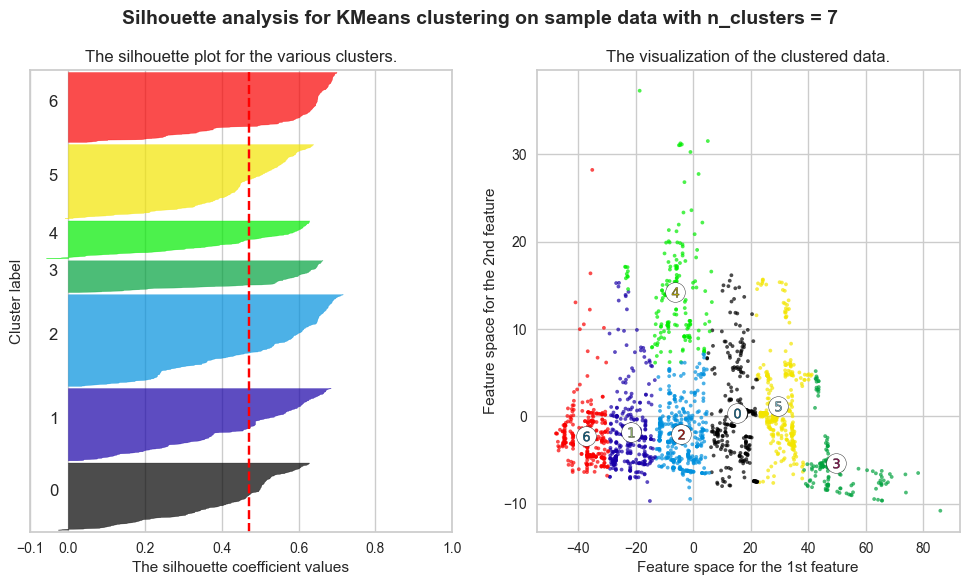 Silhouette analysis for KMeans clustering on sample data with n_clusters = 7
The silhouette plot for the various clusters.
Cluster label
6
5
4
3
2
1
0
-0.1 0.0 0.2 0.4 0.6 0.8 1.0
The silhouette coefficient values
The visualization of the clustered data.
Feature space for the 2nd feature
30
20
10
0
−10
4
0
5
6
1
2
3
−40 −20 0 20 40 60 80
Feature space for the 1st feature